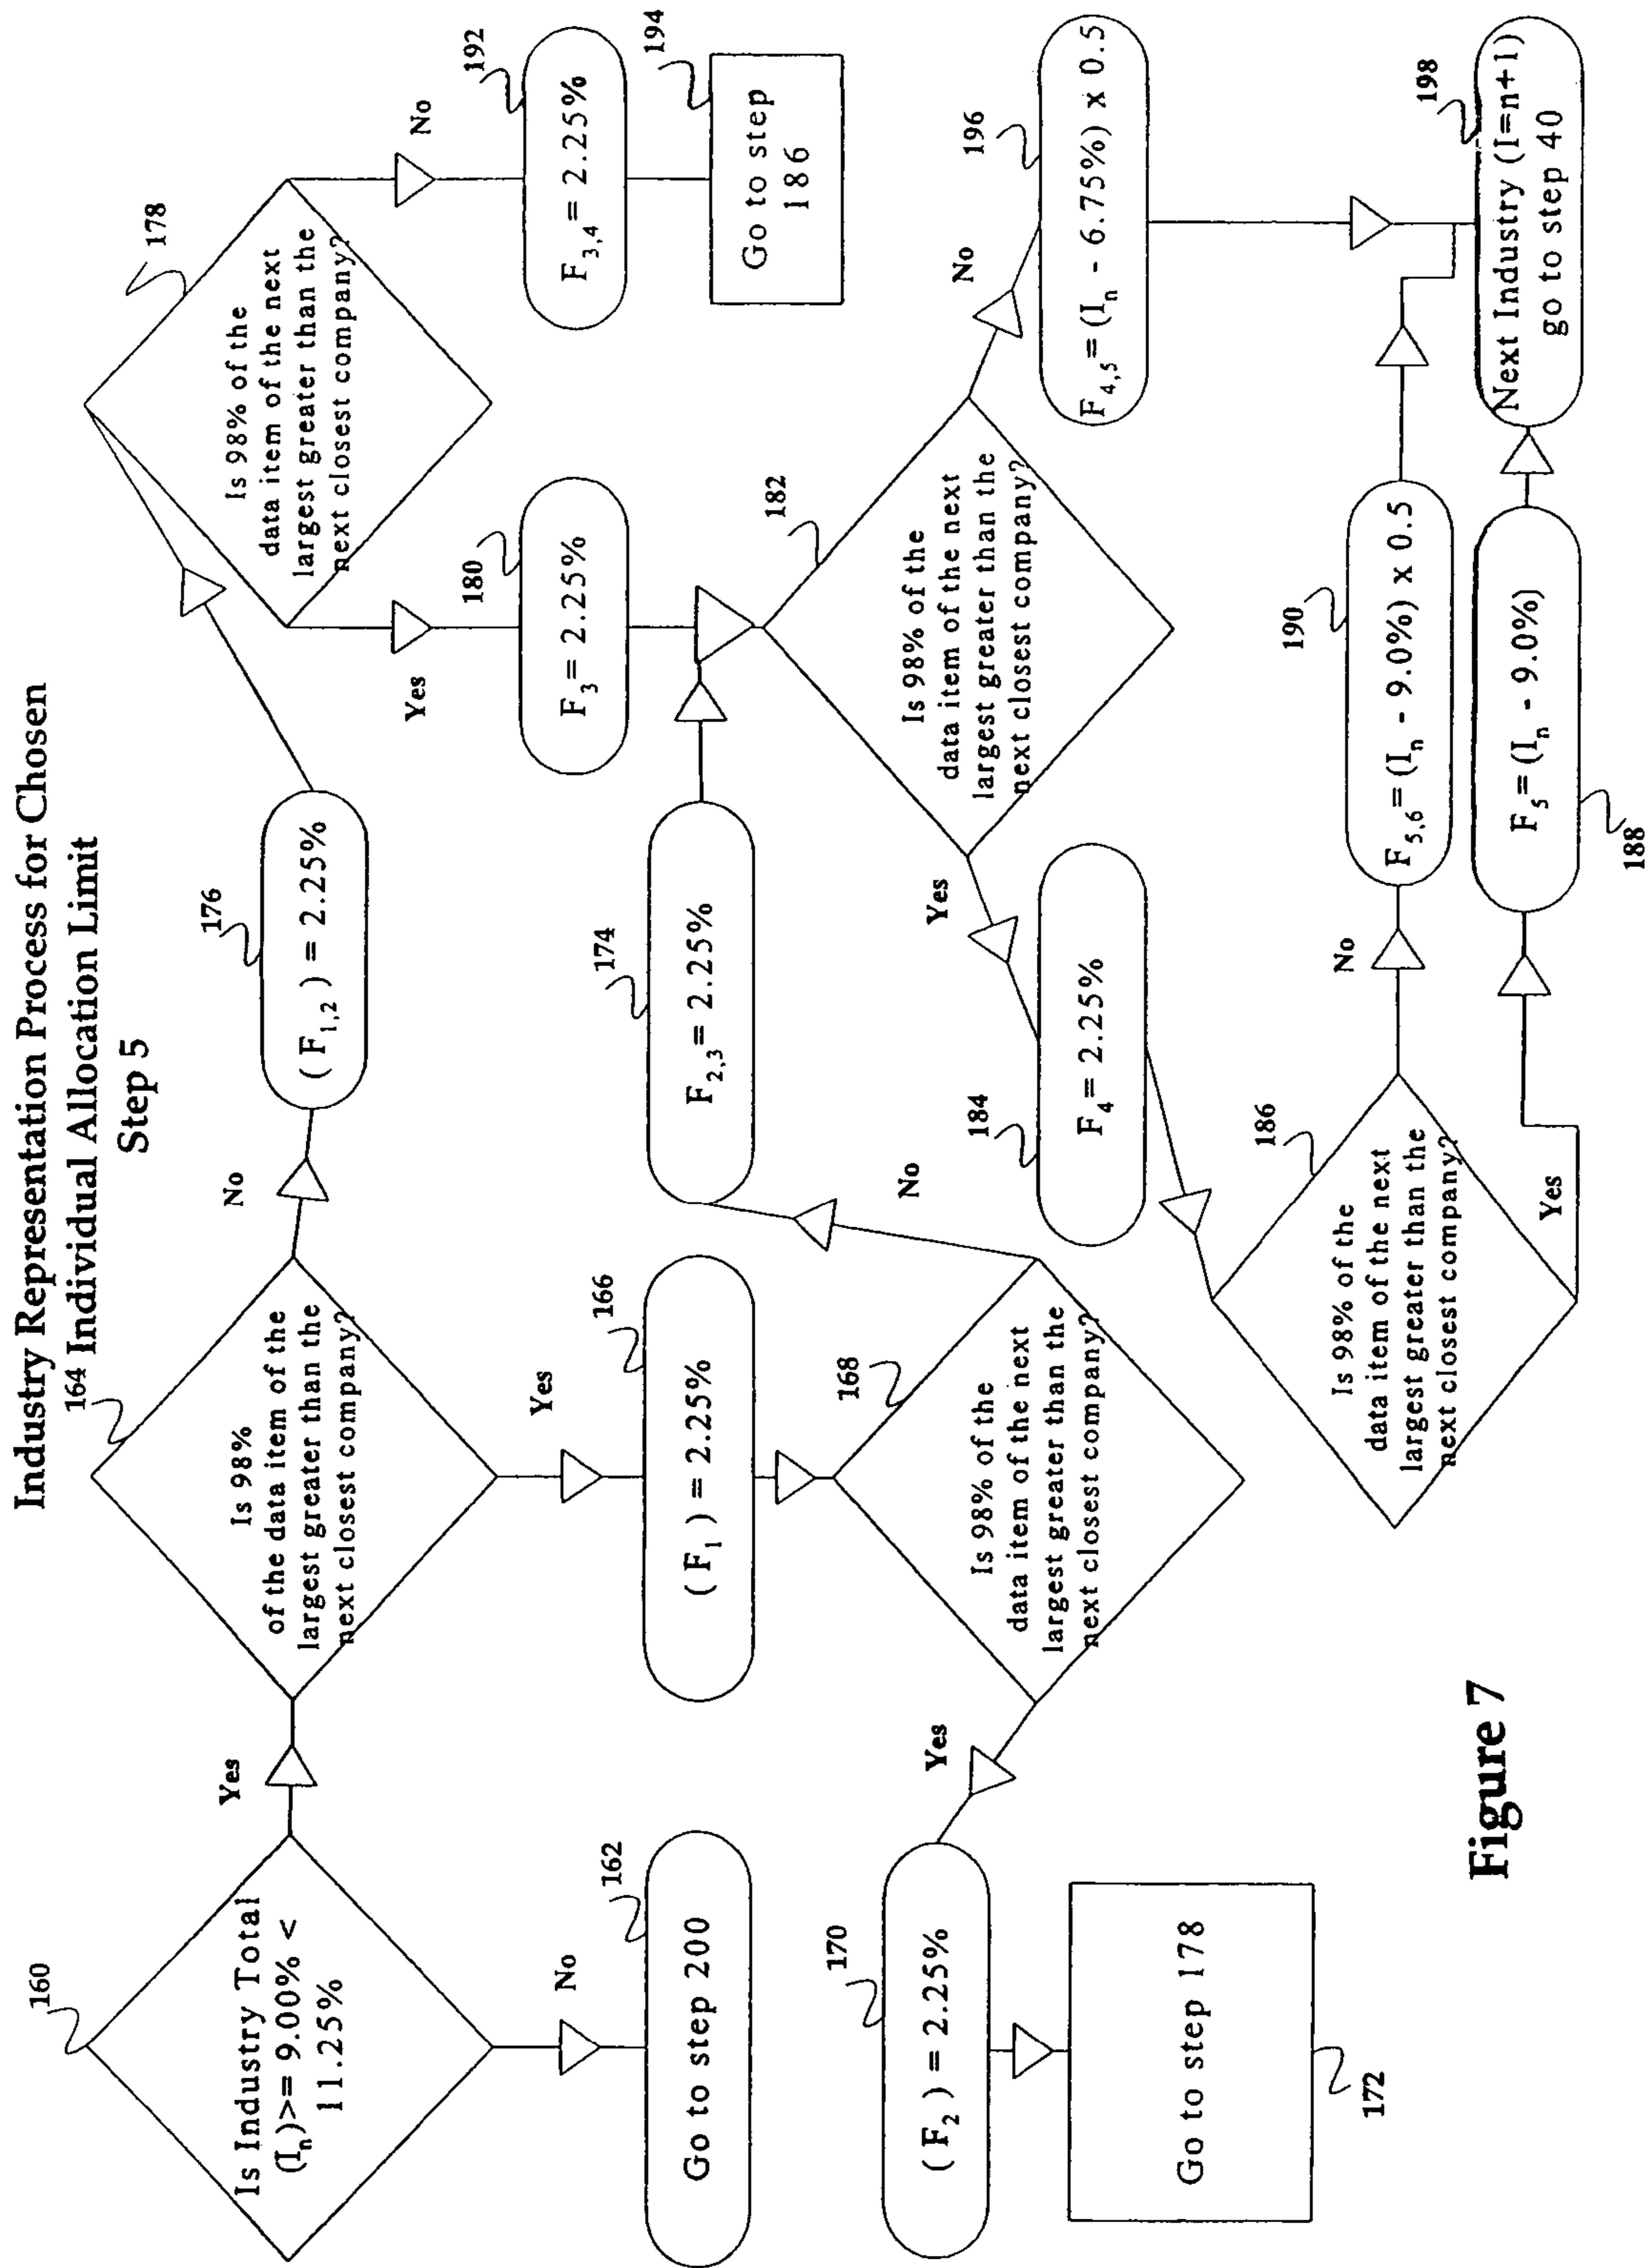 Industry Representation Process for Chosen
Individual Allocation Limit
Step 5
160
Is Industry Total
(Iₙ)>= 9.00% <
11.25%
Yes
No
162
Go to step 200
164
Is 98%
of the data item of the
largest greater than the
next closest company?
No
Yes
166
(F₁) = 2.25%
168
Is 98% of the
data item of the next
largest greater than the
next closest company?
Yes
No
170
(F₂) = 2.25%
Go to step 178
172
174
F₂,₃ = 2.25%
176
(F₁,₂) = 2.25%
178
Is 98% of the
data item of the next
largest greater than the
next closest company?
Yes
No
180
F₃ = 2.25%
192
F₃,₄ = 2.25%
194
Go to step
186
182
Is 98% of the
data item of the next
largest greater than the
next closest company?
Yes
No
184
F₄ = 2.25%
196
F₄,₅ = (Iₙ - 6.75%) x 0.5
186
Is 98% of the
data item of the next
largest greater than the
next closest company?
No
Yes
190
F₅,₆ = (Iₙ - 9.0%) x 0.5
F₅ = (Iₙ - 9.0%)
188
198
Next Industry (I=n+1)
go to step 40
Figure 7